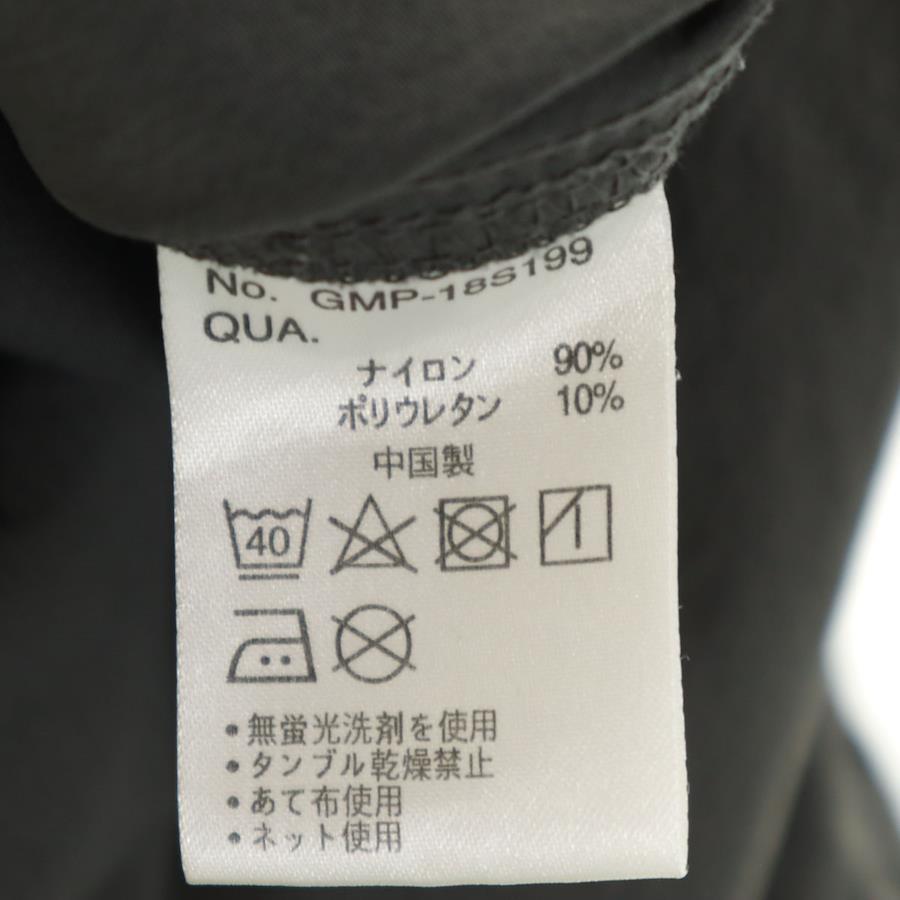 No. GMP-18S199
QUA.
ナイロン 90%
ポリウレタン 10%
中国製
40
• 無蛍光洗剤を使用
• タンブル乾燥禁止
• あて布使用
• ネット使用